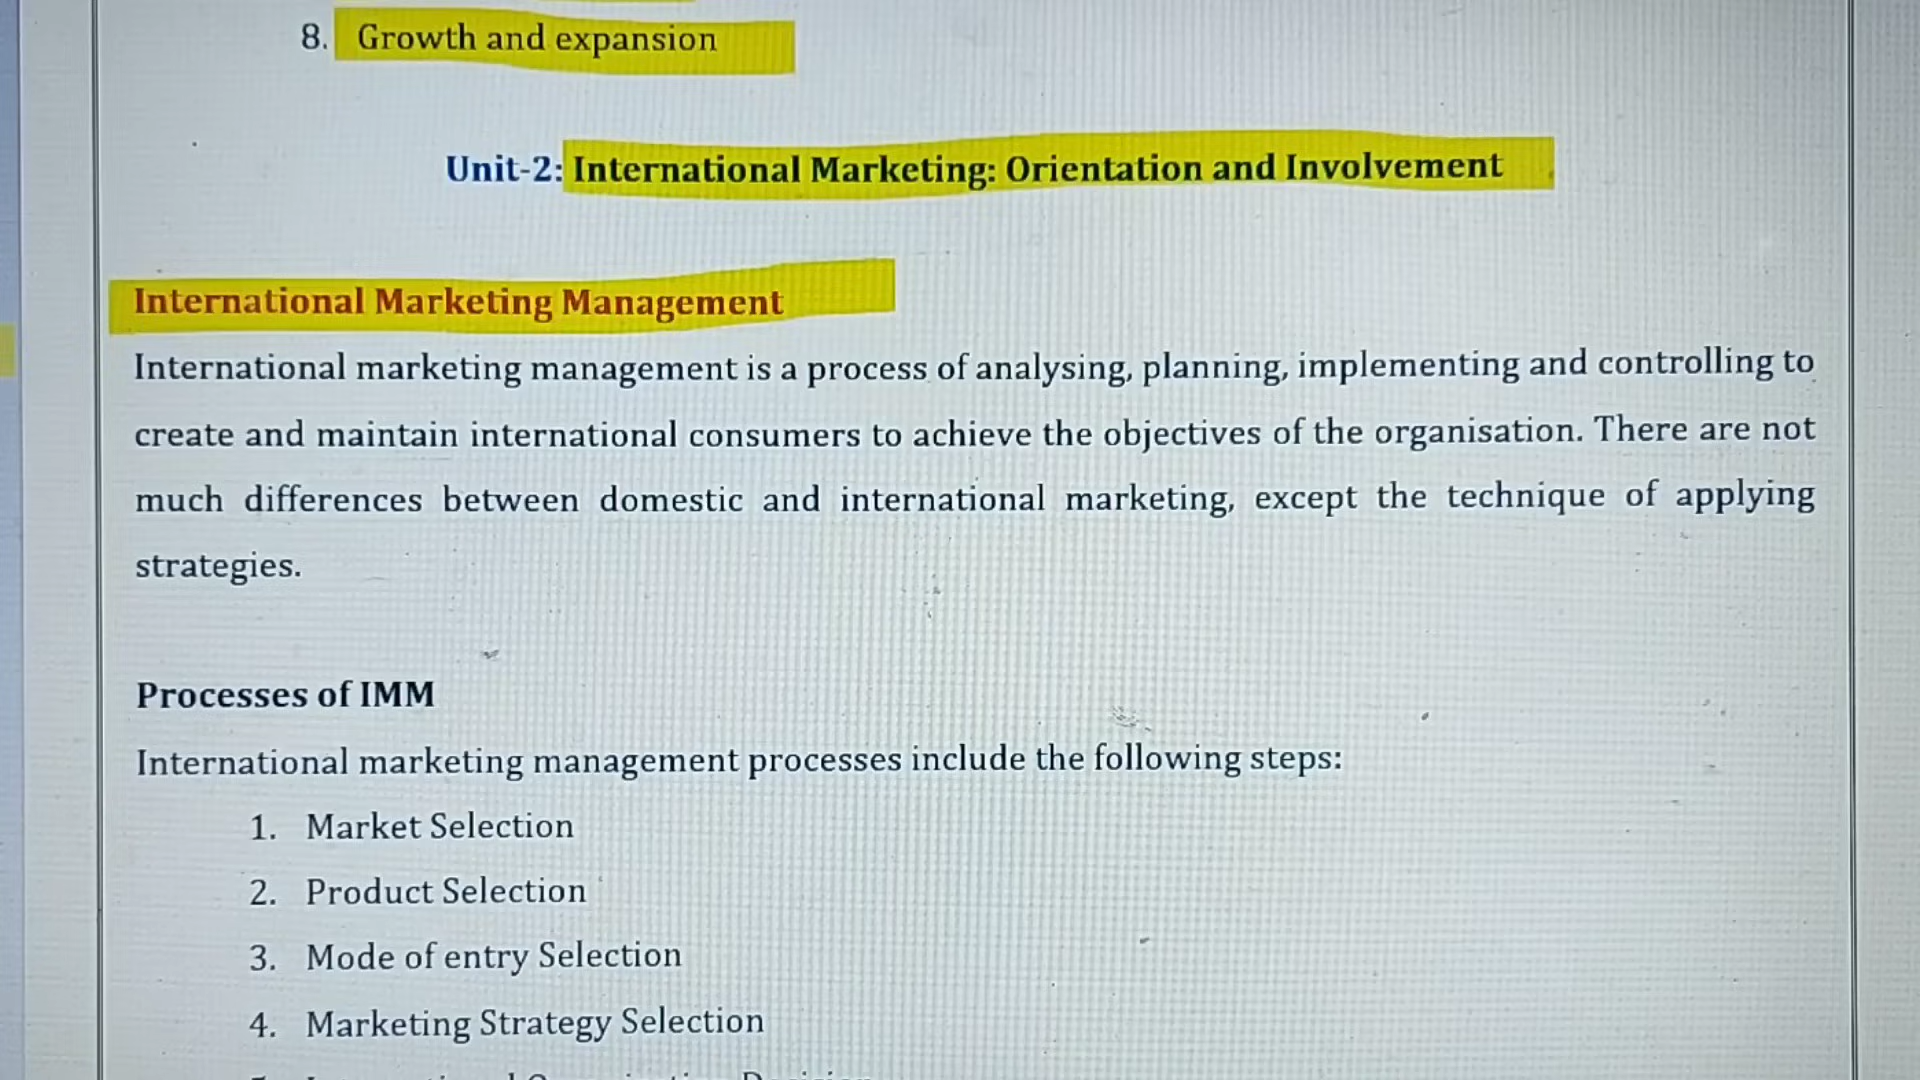 8. Growth and expansion
Unit-2: International Marketing: Orientation and Involvement
International Marketing Management
International marketing management is a process of analysing, planning, implementing and controlling to
create and maintain international consumers to achieve the objectives of the organisation. There are not
much differences between domestic and international marketing, except the technique of applying
strategies.
Processes of IMM
International marketing management processes include the following steps:
1. Market Selection
2. Product Selection
3. Mode of entry Selection
4. Marketing Strategy Selection